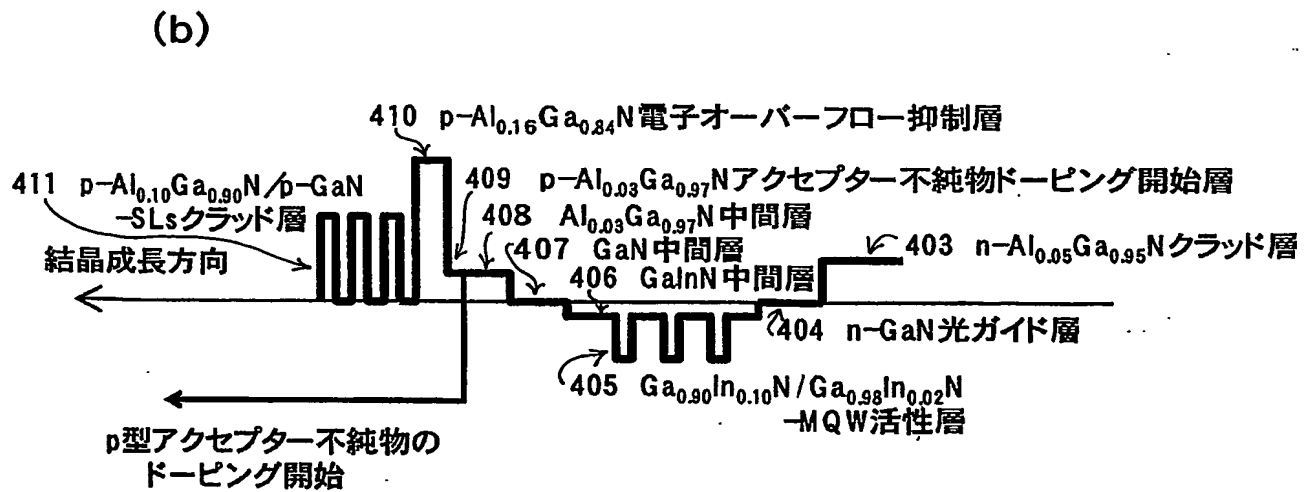 (b)
410 p-Al0.16Ga0.84N電子オーバーフロー抑制層
411 p-Al0.10Ga0.90N/p-GaN
-SLsクラッド層
409 p-Al0.03Ga0.97Nアクセプター不純物ドーピング開始層
408 Al0.03Ga0.97N中間層
407 GaN中間層
403 n-Al0.05Ga0.95Nクラッド層
結晶成長方向
406 GaInN中間層
404 n-GaN光ガイド層
405 Ga0.90In0.10N/Ga0.98In0.02N
-MQW活性層
p型アクセプター不純物の
ドーピング開始